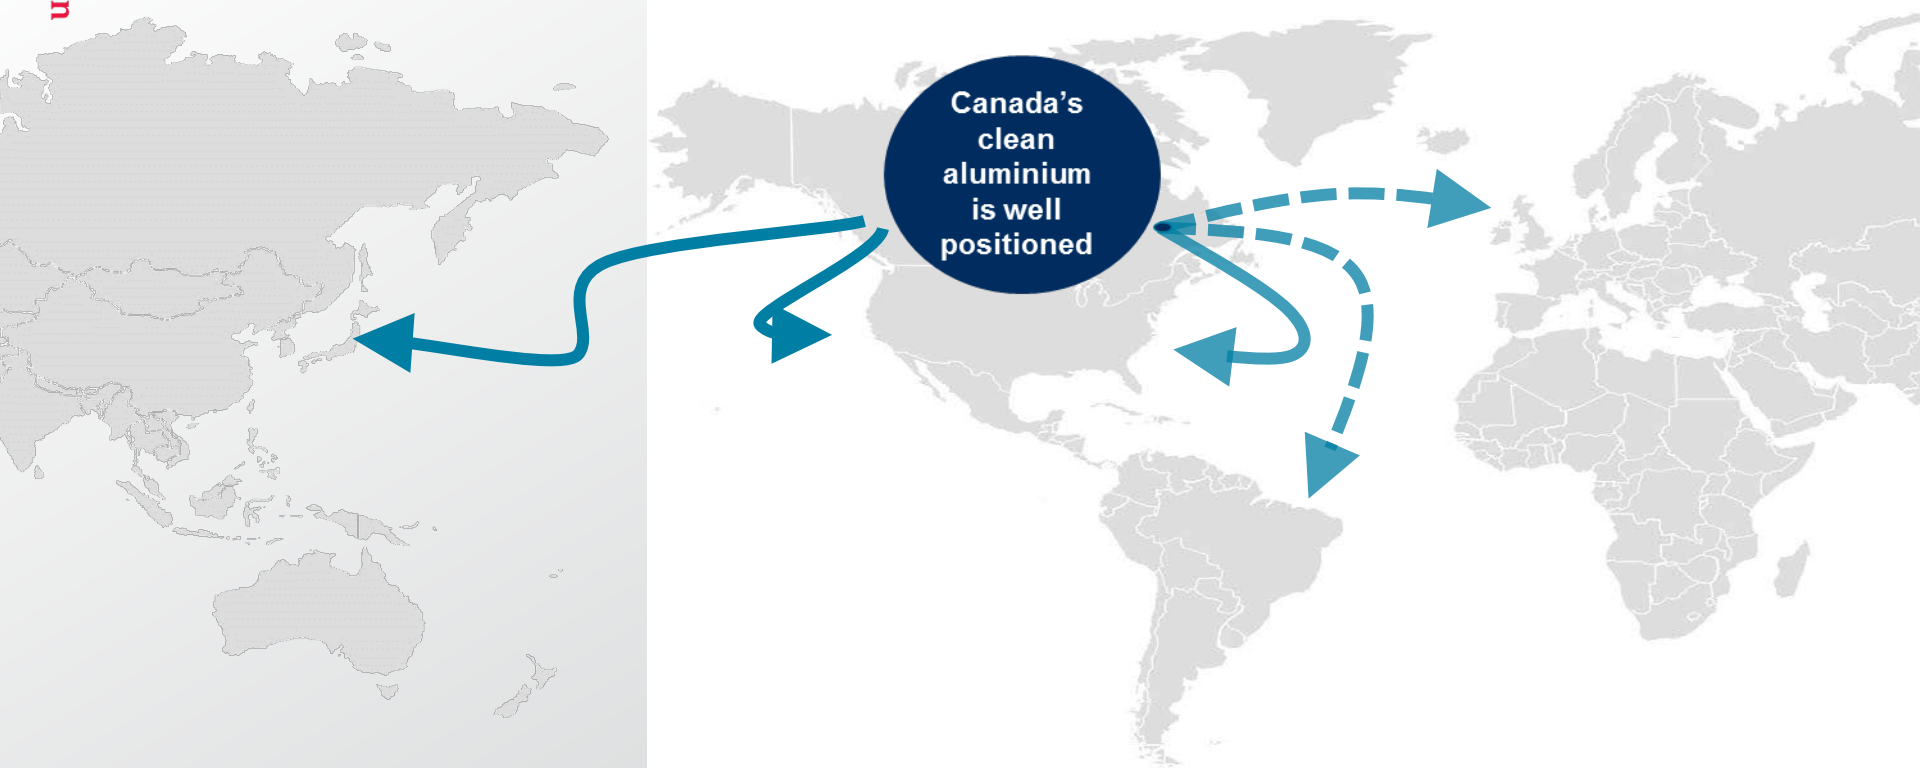 n
Canada’s
clean
aluminium
is well
positioned